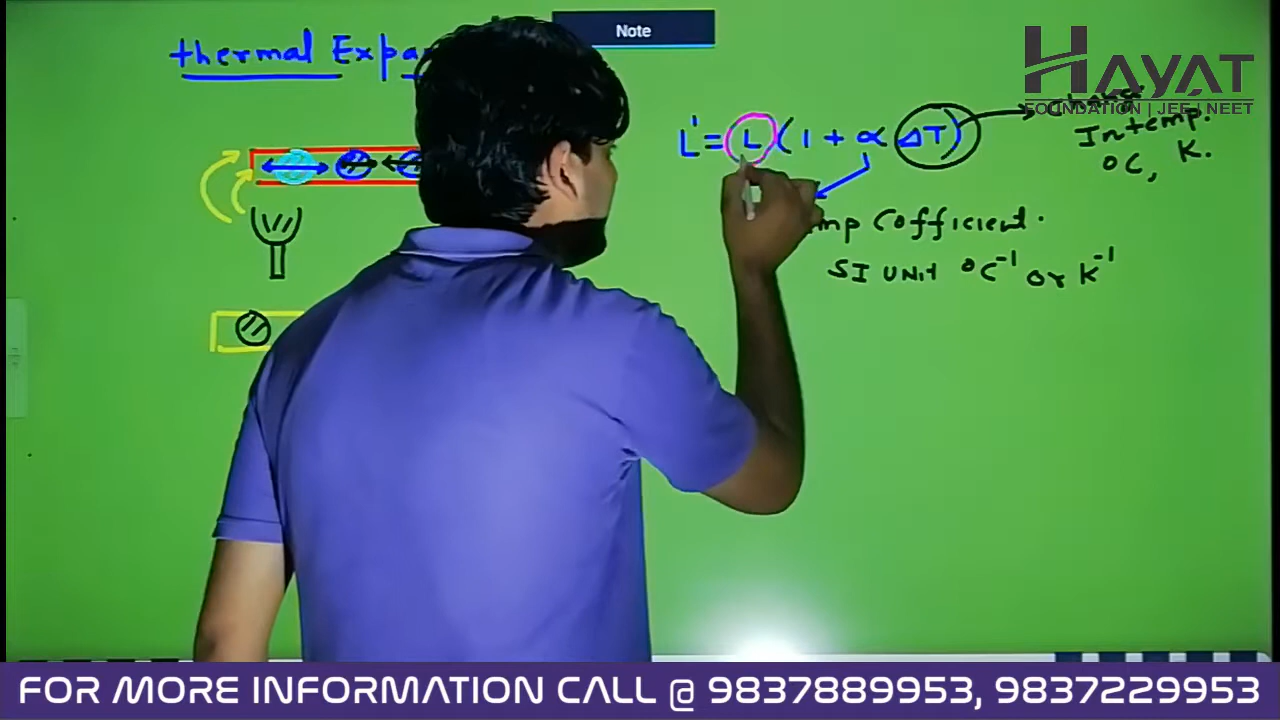 Note
HAYAT
FOUNDATION | JEE | NEET
thermal Expa
L' = L (1 + α ΔT)
In temp.
°C, K.
mp Cofficient.
SI UNIT °C⁻¹ or K⁻¹
FOR MORE INFORMATION CALL @ 9837889953, 9837229953